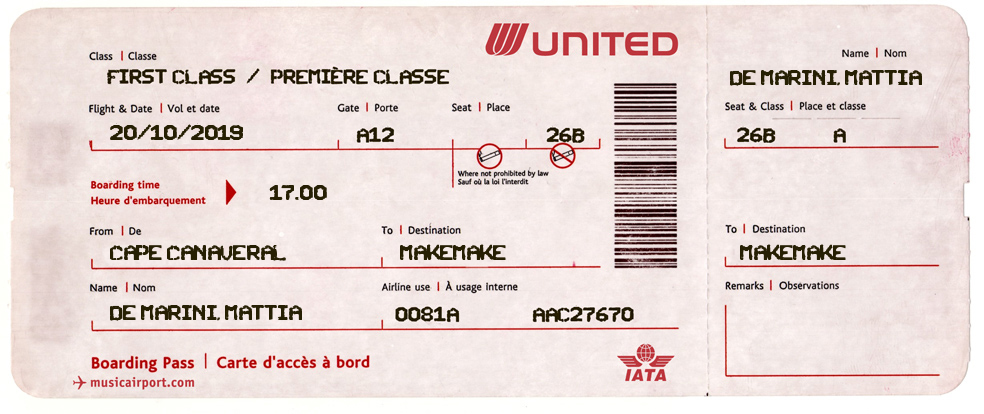 UNITED
Class | Classe
FIRST CLASS / PREMIÈRE CLASSE
Flight & Date | Vol et date
Gate | Porte
Seat | Place
20/10/2019
A12
26B
Where not prohibited by law
Sauf où la loi l'interdit
Boarding time
Heure d'embarquement
17.00
From | De
To | Destination
CAPE CANAVERAL
MAKEMAKE
Name | Nom
Airline use | À usage interne
DE MARINI, MATTIA
0081A
AAC27670
Boarding Pass | Carte d'accès à bord
musicairport.com
IATA
Name | Nom
DE MARINI, MATTIA
Seat & Class | Place et classe
26B
A
To | Destination
MAKEMAKE
Remarks | Observations